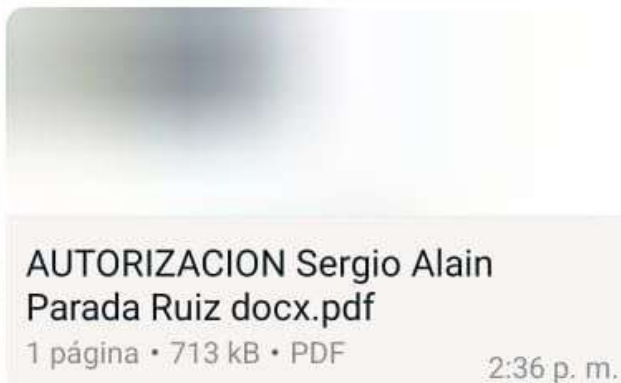 AUTORIZACION Sergio Alain
Parada Ruiz docx.pdf
1 página • 713 kB • PDF
2:36 p. m.